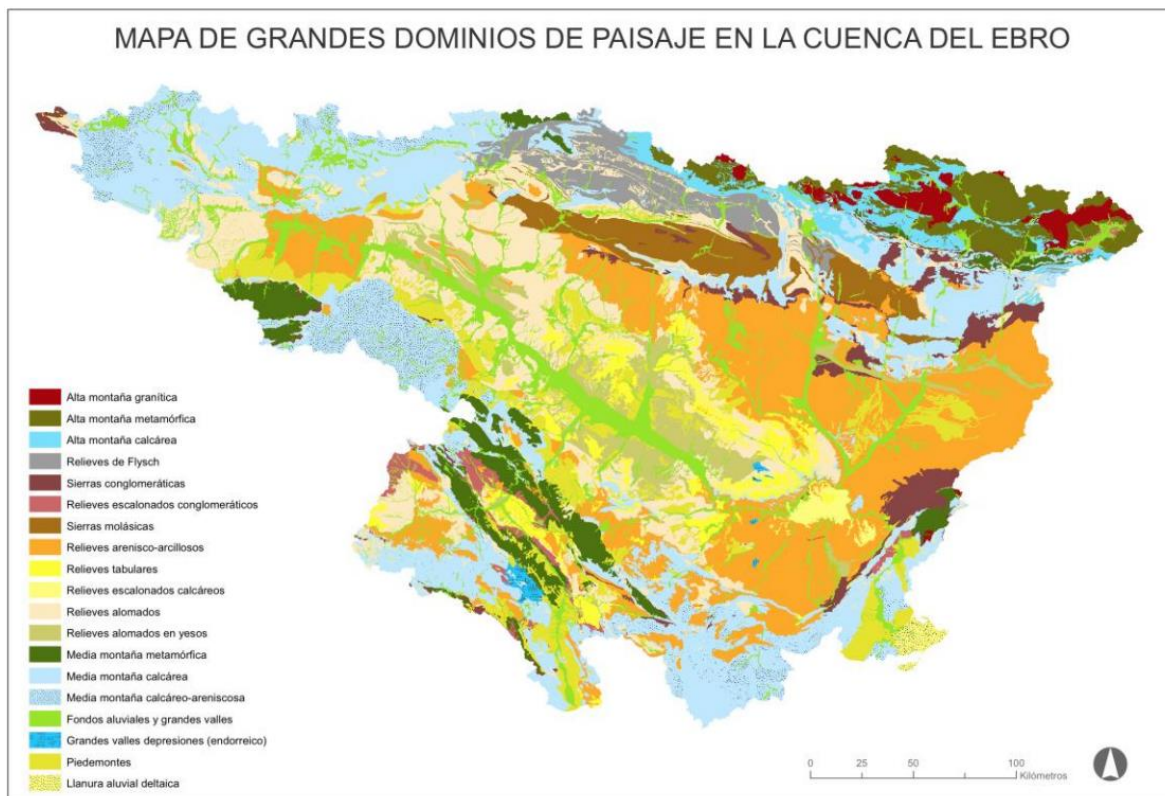 MAPA DE GRANDES DOMINIOS DE PAISAJE EN LA CUENCA DEL EBRO
Alta montaña granítica
Alta montaña metamórfica
Alta montaña calcárea
Relieves de Flysch
Sierras conglomeráticas
Relieves escalonados conglomeráticos
Sierras molásicas
Relieves arenisco-arcillosos
Relieves tabulares
Relieves escalonados calcáreos
Relieves alomados
Relieves alomados en yesos
Media montaña metamórfica
Media montaña calcárea
Media montaña calcáreo-areniscosa
Fondos aluviales y grandes valles
Grandes valles depresiones (endorreico)
Piedemontes
Llanura aluvial deltaica
0 50 100
Kilómetros